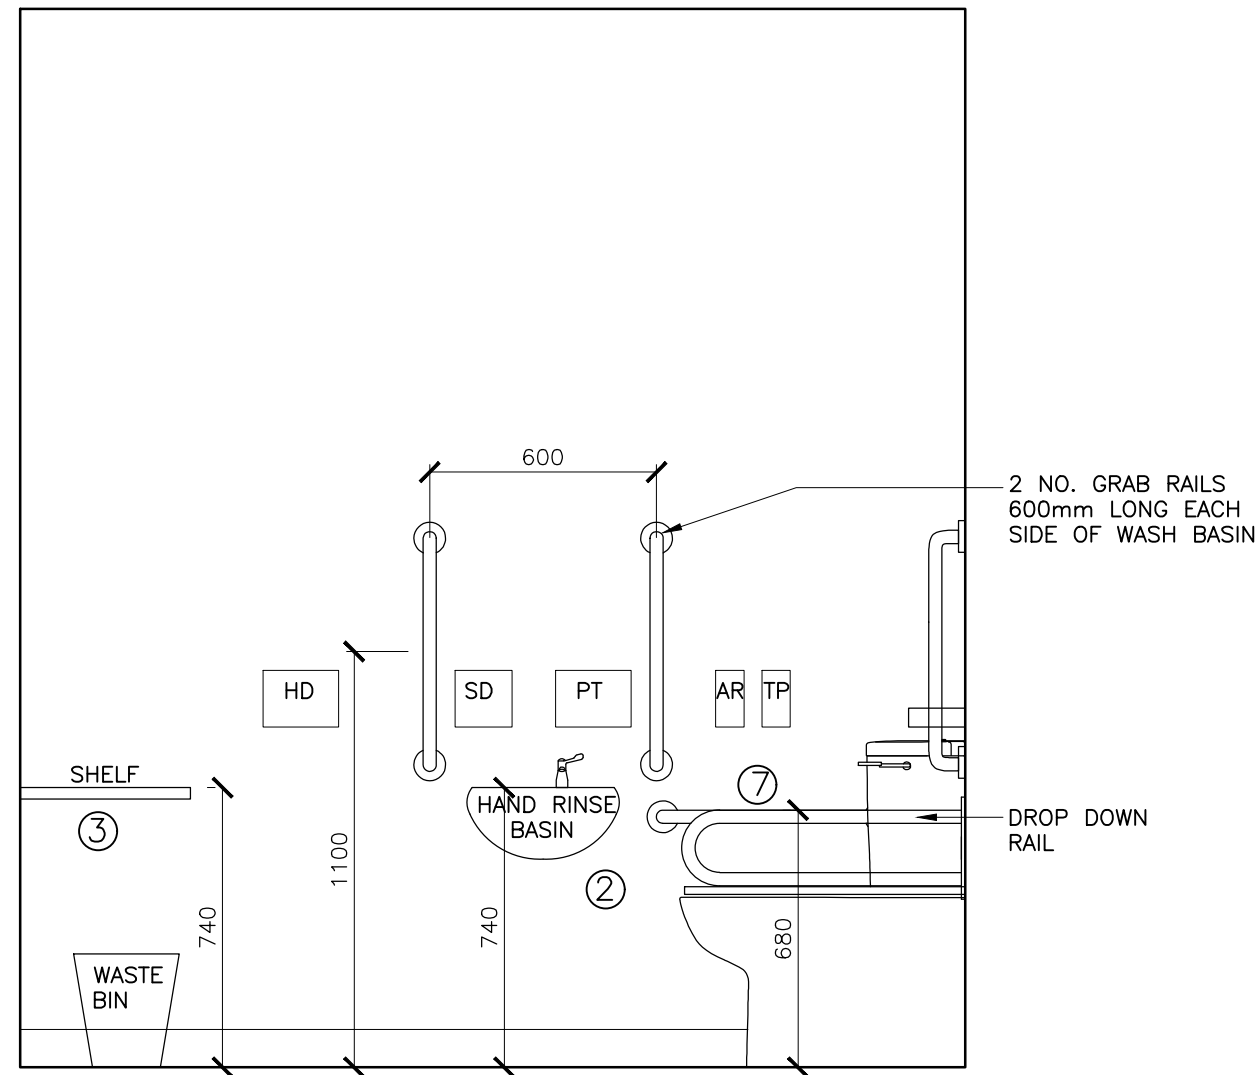 600
2 NO. GRAB RAILS
600mm LONG EACH
SIDE OF WASH BASIN
HD
SD
PT
AR
TP
SHELF
3
HAND RINSE
BASIN
7
DROP DOWN
RAIL
2
1100
740
740
680
WASTE
BIN